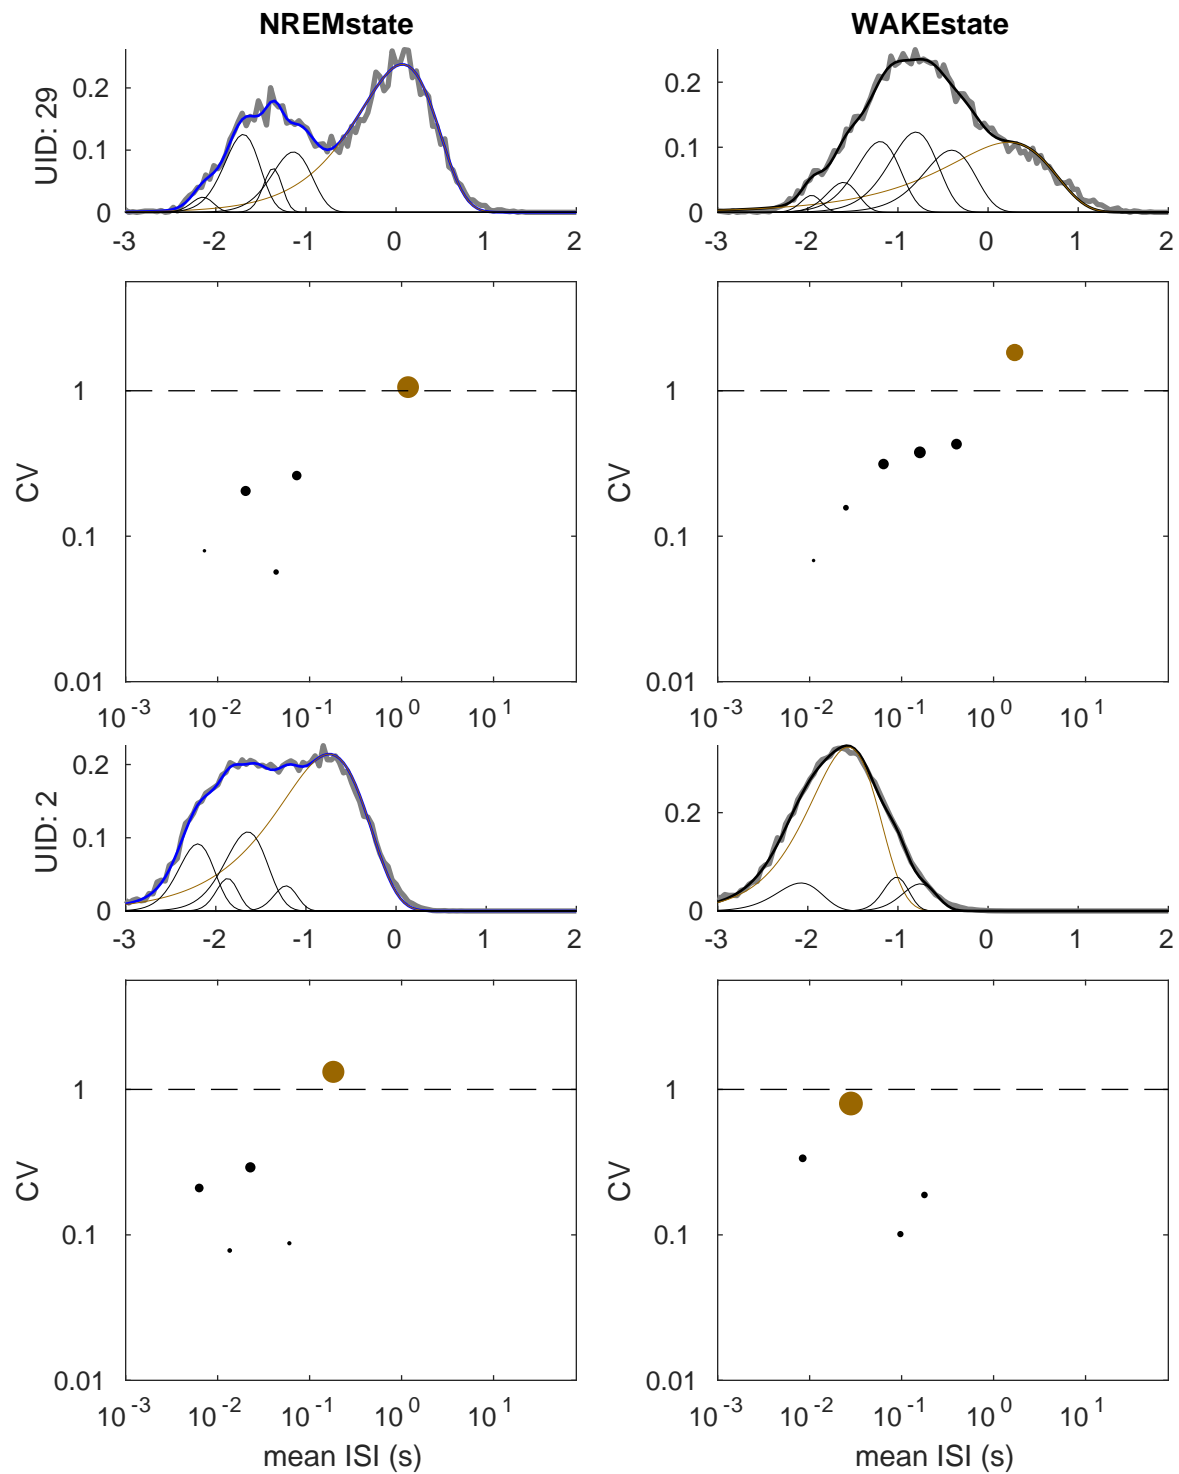 NREMstate WAKEstate
UID: 29
0.2 0.2
0.1 0.1
0 0
-3 -2 -1 0 1 2 -3 -2 -1 0 1 2
CV CV
1 1
0.1 0.1
0.01 0.01
10^-3 10^-2 10^-1 10^0 10^1 10^-3 10^-2 10^-1 10^0 10^1
UID: 2
0.2 0.2
0.1
0 0
-3 -2 -1 0 1 2 -3 -2 -1 0 1 2
CV CV
1 1
0.1 0.1
0.01 0.01
10^-3 10^-2 10^-1 10^0 10^1 10^-3 10^-2 10^-1 10^0 10^1
mean ISI (s) mean ISI (s)